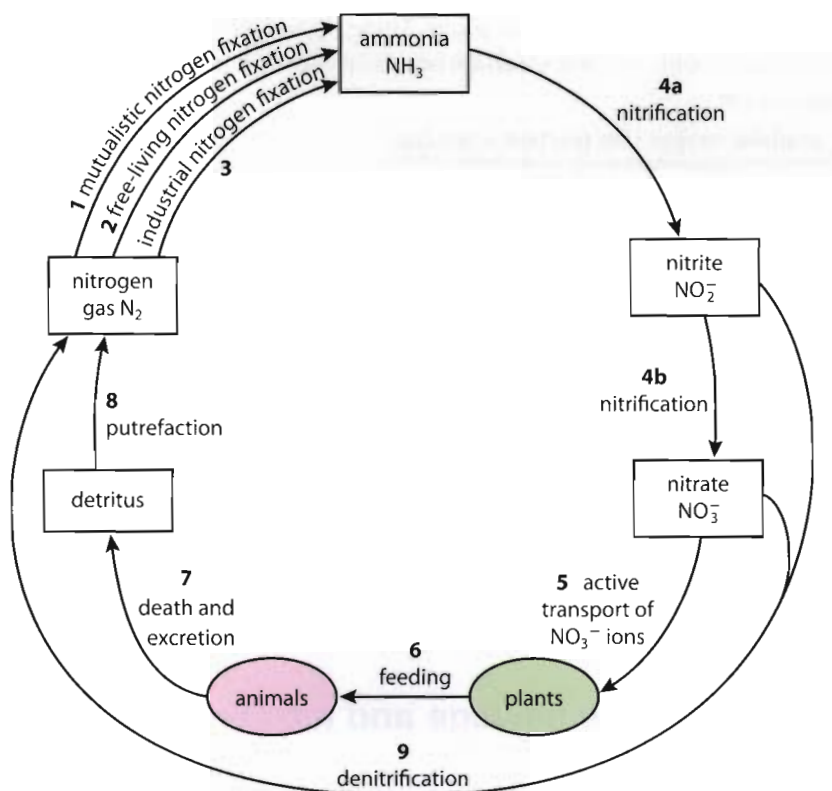 ammonia
NH₃
1 mutualistic nitrogen fixation
2 free-living nitrogen fixation
industrial nitrogen fixation
3
4a
nitrification
nitrogen
gas N₂
nitrite
NO₂⁻
4b
nitrification
8
putrefaction
detritus
nitrate
NO₃⁻
7
death and
excretion
5 active
transport of
NO₃⁻ ions
6
feeding
animals
plants
9
denitrification